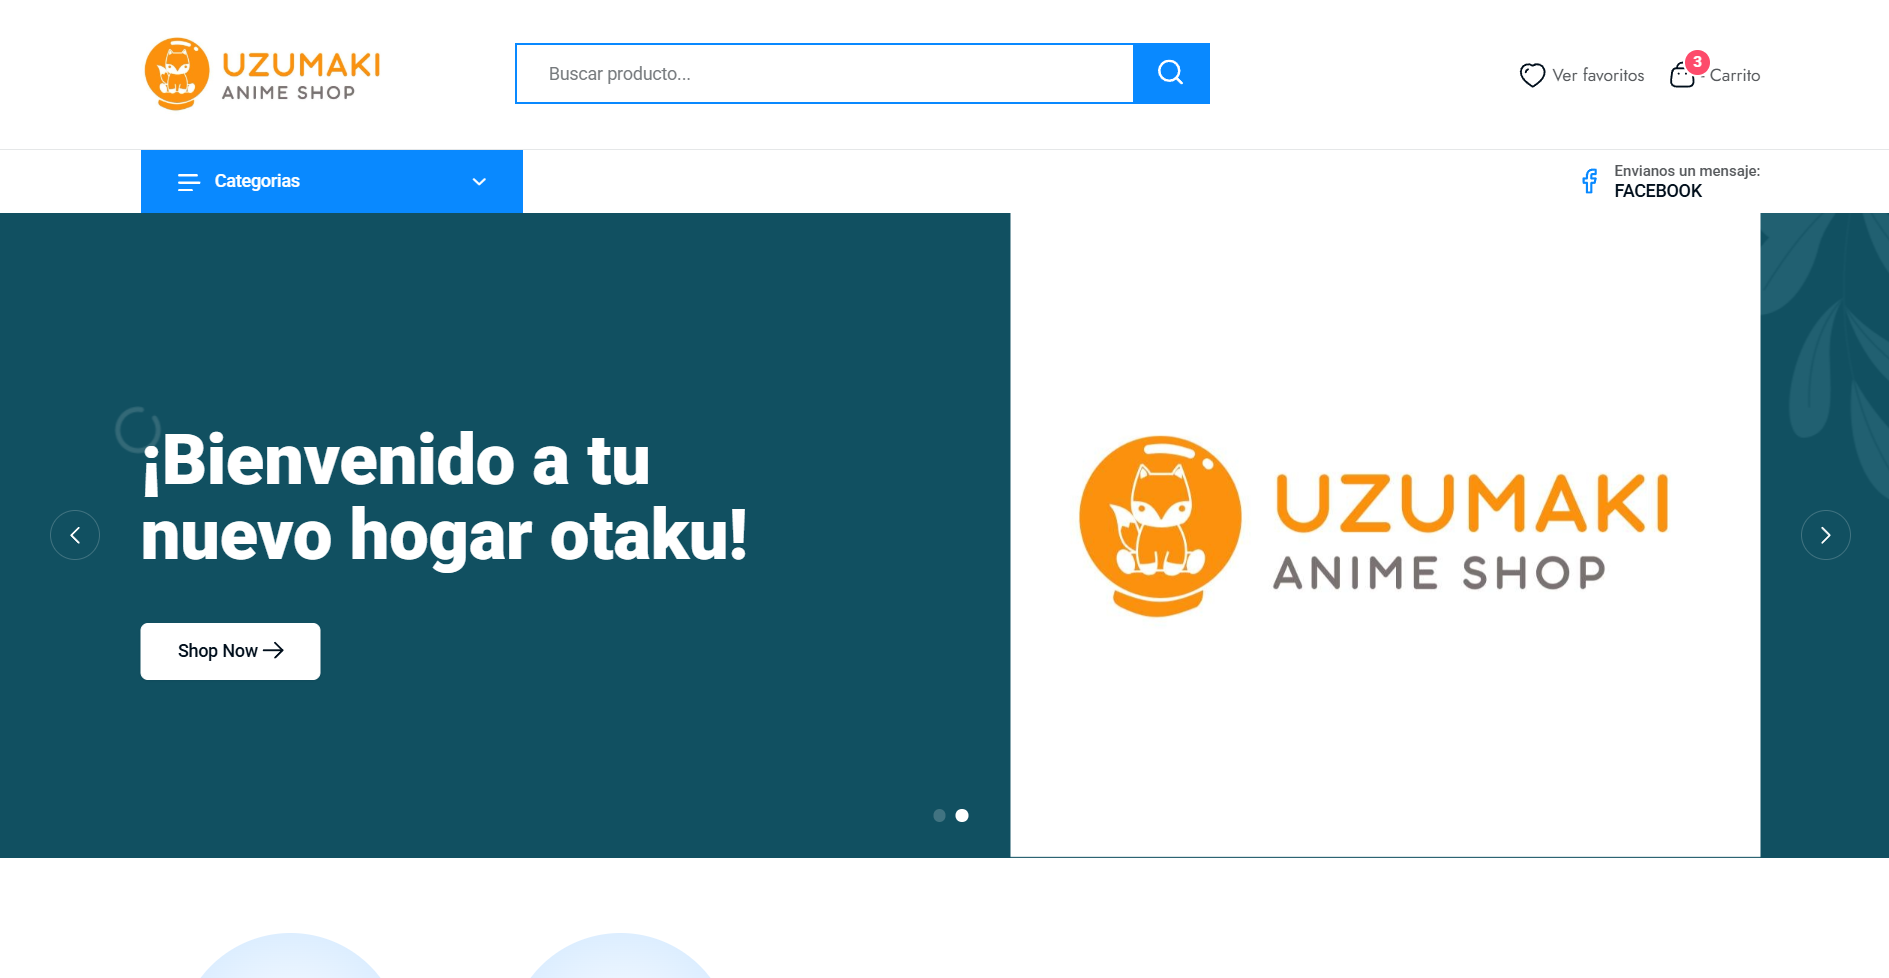 UZUMAKI
ANIME SHOP
Buscar producto...
Ver favoritos
3
- Carrito
Categorias
Envianos un mensaje:
FACEBOOK
¡Bienvenido a tu
nuevo hogar otaku!
Shop Now
UZUMAKI
ANIME SHOP